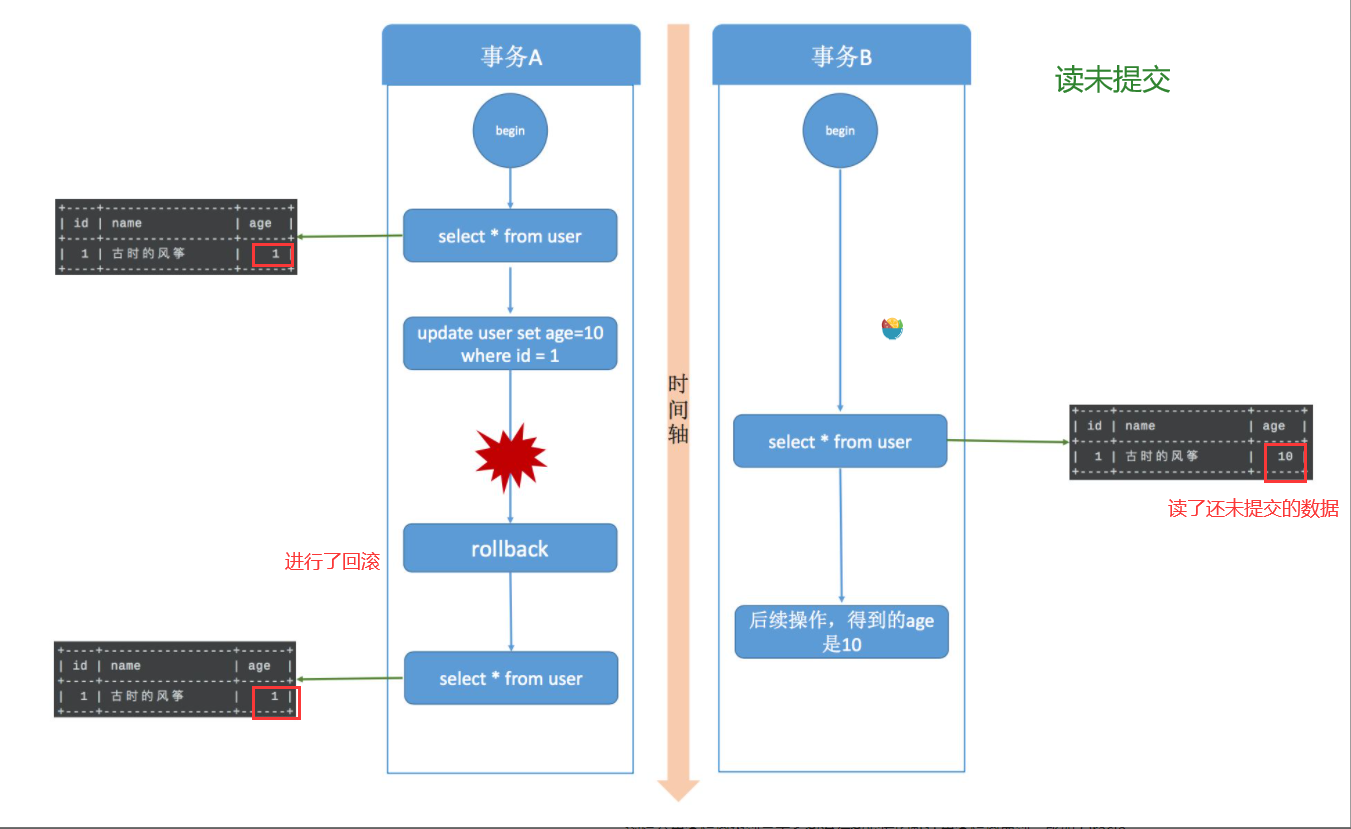 事务A
事务B
读未提交
begin
begin
+----+-----------------+------+
| id | name | age |
+----+-----------------+------+
| 1 | 古时的风筝 | 1 |
+----+-----------------+------+
select * from user
update user set age=10
where id = 1
时
间
轴
select * from user
+----+-----------------+------+
| id | name | age |
+----+-----------------+------+
| 1 | 古时的风筝 | 10 |
+----+-----------------+------+
读了还未提交的数据
进行了回滚
rollback
后续操作，得到的age
是10
+----+-----------------+------+
| id | name | age |
+----+-----------------+------+
| 1 | 古时的风筝 | 1 |
+----+-----------------+------+
select * from user